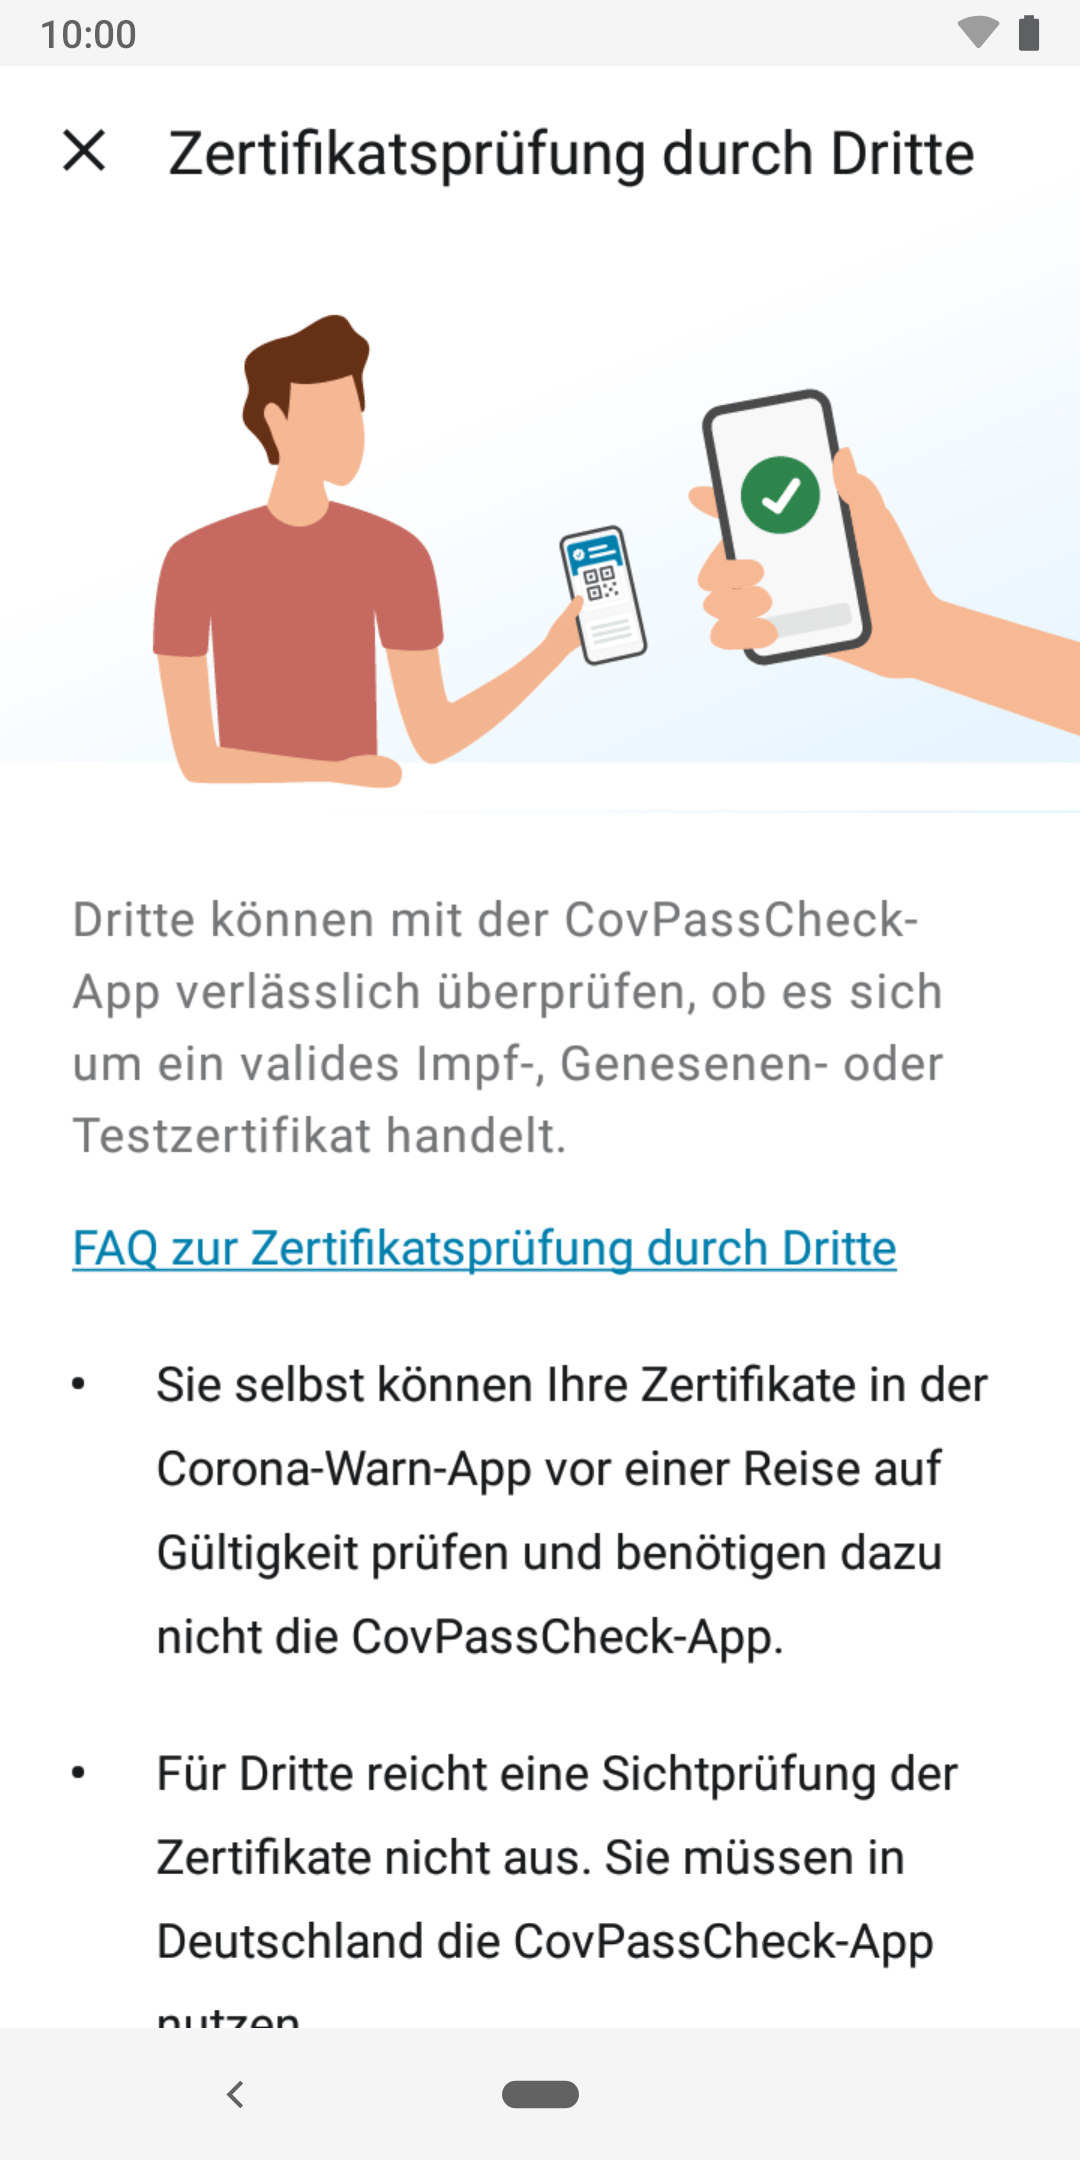 10:00
Zertifikatsprüfung durch Dritte
Dritte können mit der CovPassCheck-
App verlässlich überprüfen, ob es sich
um ein valides Impf-, Genesenen- oder
Testzertifikat handelt.
FAQ zur Zertifikatsprüfung durch Dritte
• Sie selbst können Ihre Zertifikate in der
Corona-Warn-App vor einer Reise auf
Gültigkeit prüfen und benötigen dazu
nicht die CovPassCheck-App.
• Für Dritte reicht eine Sichtprüfung der
Zertifikate nicht aus. Sie müssen in
Deutschland die CovPassCheck-App
nutzen